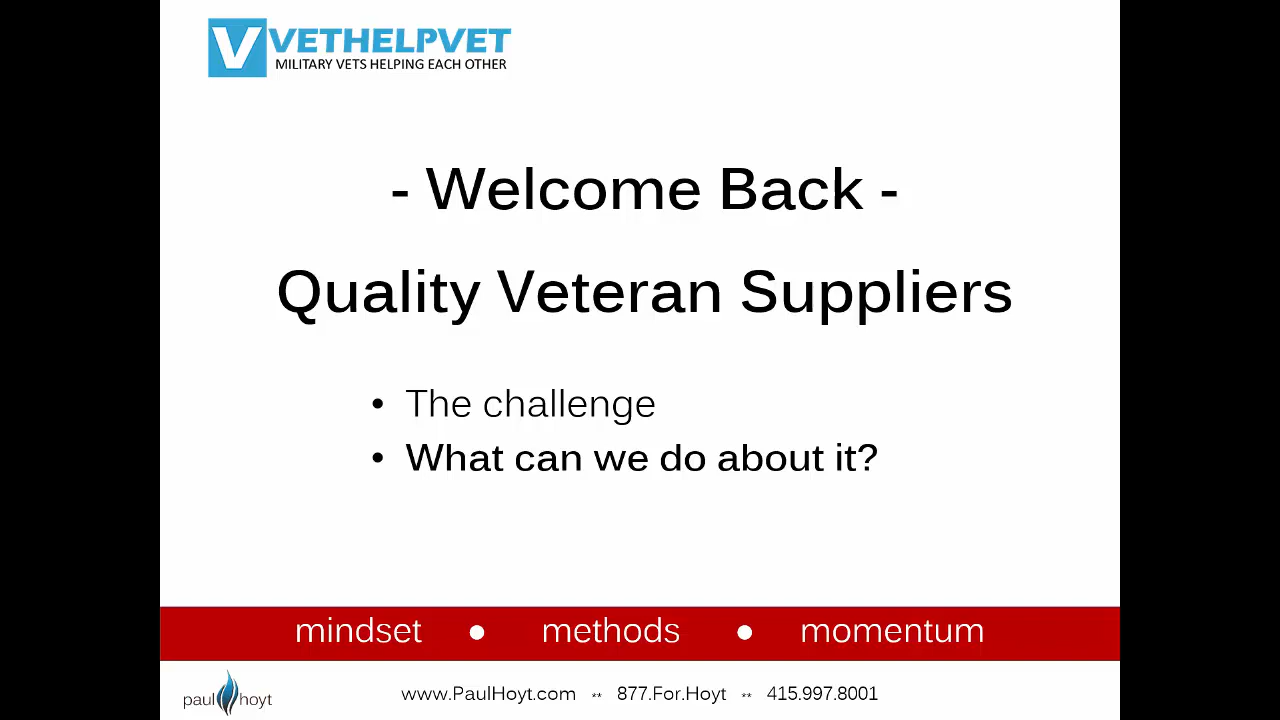 VVETHELPVET
MILITARY VETS HELPING EACH OTHER
- Welcome Back -
Quality Veteran Suppliers
• The challenge
• What can we do about it?
mindset ● methods ● momentum
paul hoyt
www.PaulHoyt.com ** 877.For.Hoyt ** 415.997.8001